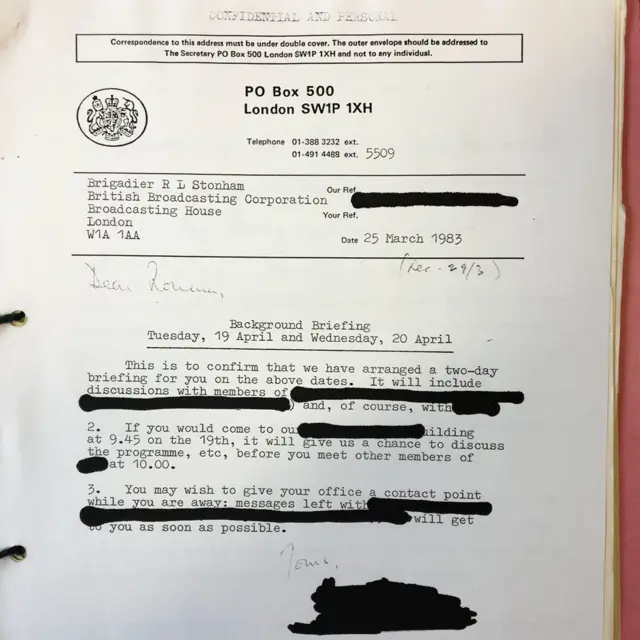 CONFIDENTIAL AND PERSONAL
Correspondence to this address must be under double cover. The outer envelope should be addressed to
The Secretary PO Box 500 London SW1P 1XH and not to any individual.
PO Box 500
London SW1P 1XH
Telephone 01-388 3232 ext.
01-491 4488 ext. 5509
Brigadier R L Stonham
British Broadcasting Corporation
Broadcasting House
London
W1A 1AA
Our Ref.
Your Ref.
Date 25 March 1983
(Rec - 29/3)
Dear
Background Briefing
Tuesday, 19 April and Wednesday, 20 April
This is to confirm that we have arranged a two-day
briefing for you on the above dates. It will include
discussions with members of
) and, of course, with
2. If you would come to our uilding
at 9.45 on the 19th, it will give us a chance to discuss
the programme, etc, before you meet other members of
at 10.00.
3. You may wish to give your office a contact point
while you are away: messages left with
will get
to you as soon as possible.
Yours,